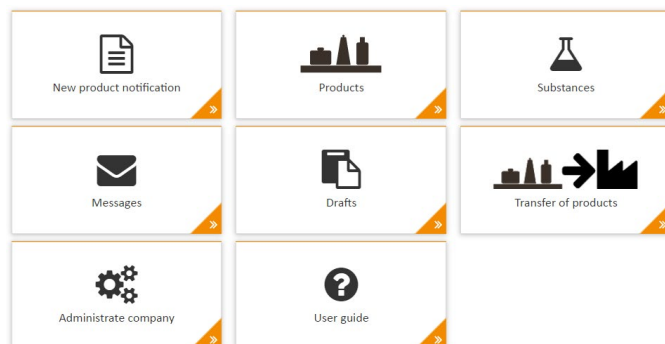 New product notification
Products
Substances
Messages
Drafts
Transfer of products
Administrate company
User guide